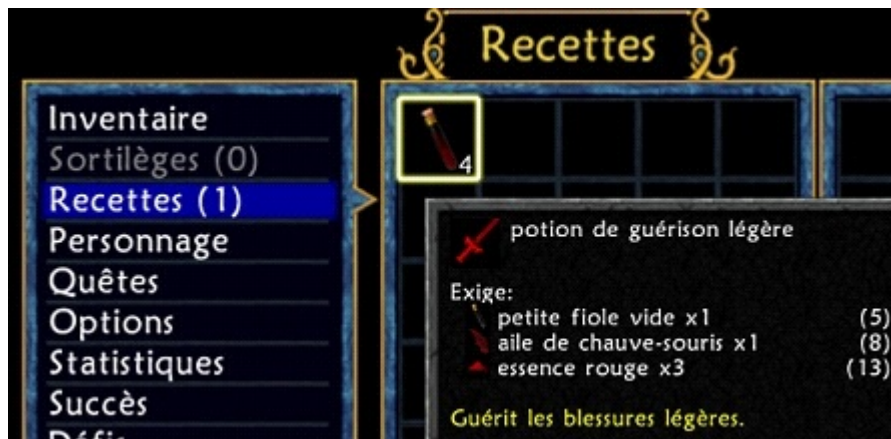 Recettes
Inventaire
Sortilèges (0)
Recettes (1)
Personnage
Quêtes
Options
Statistiques
Succès
Défis
4
potion de guérison légère
Exige:
petite fiole vide x1 (5)
aile de chauve-souris x1 (8)
essence rouge x3 (13)
Guérit les blessures légères.